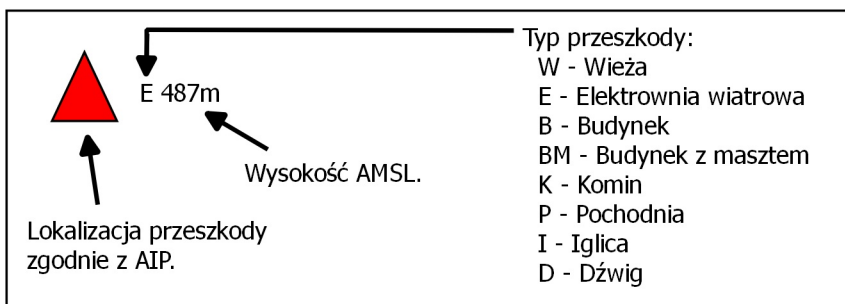 E 487m
Wysokość AMSL.
Lokalizacja przeszkody
zgodnie z AIP.
Typ przeszkody:
W - Wieża
E - Elektrownia wiatrowa
B - Budynek
BM - Budynek z masztem
K - Komin
P - Pochodnia
I - Iglica
D - Dźwig